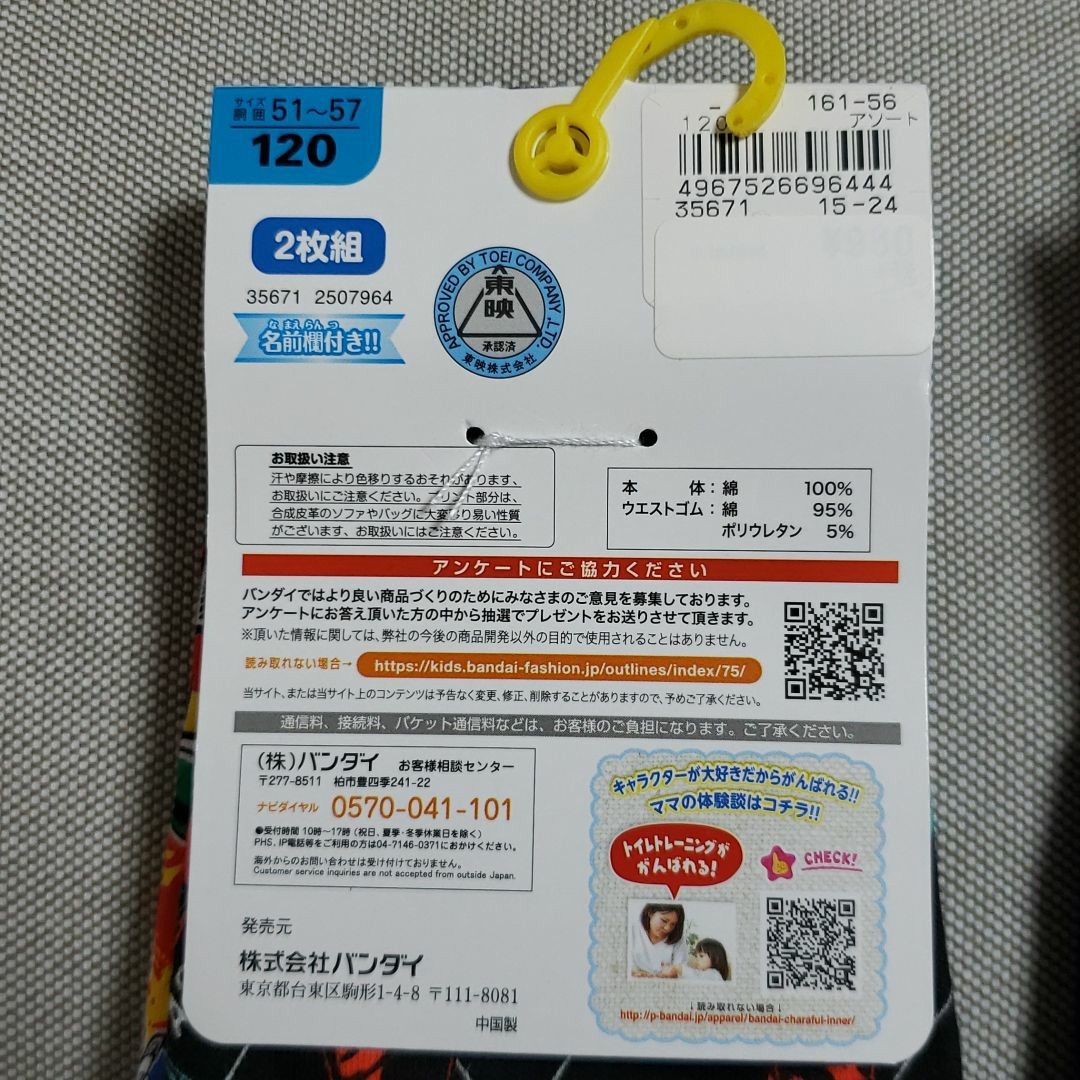 サイズ
胴囲 51〜57
120
161-56
120
アソート
4967526696444
35671 15-24
2枚組
35671 2507964
なまえらんつ
名前欄付き!!
APPROVED BY TOEI COMPANY, LTD.
東映
承認済
東映株式会社
お取扱い注意
汗や摩擦により色移りするおそれがあります、
お取扱いにご注意ください。プリント部分は、
合成皮革のソファやバッグに大変移り易い性質
がございます、お取扱いにはご注意ください。
本 体：綿 100%
ウエストゴム：綿 95%
ポリウレタン 5%
アンケートにご協力ください
バンダイではより良い商品づくりのためにみなさまのご意見を募集しております。
アンケートにお答え頂いた方の中から抽選でプレゼントをお送りさせて頂きます。
※頂いた情報に関しては、弊社の今後の商品開発以外の目的で使用されることはありません。
読み取れない場合→ https://kids.bandai-fashion.jp/outlines/index/75/
当サイト、または当サイト上のコンテンツは予告なく変更、修正、削除することがありますので、予めご了承ください。
通信料、接続料、パケット通信料などは、お客様のご負担になります。ご了承ください。
(株)バンダイ お客様相談センター
〒277-8511 柏市豊四季241-22
ナビダイヤル 0570-041-101
●受付時間 10時〜17時 (祝日、夏季・冬季休業日を除く)
PHS、IP電話等をご利用の方は04-7146-0371におかけください。
海外からのお問い合わせは受け付けておりません。
Customer service inquiries are not accepted from outside Japan.
キャラクターが大好きだからがんばれる!!
ママの体験談はコチラ!!
トイレトレーニングが
がんばれる!
CHECK!
↓読み取れない場合↓
http://p-bandai.jp/apparel/bandai-charaful-inner/
発売元
株式会社バンダイ
東京都台東区駒形1-4-8 〒111-8081
中国製